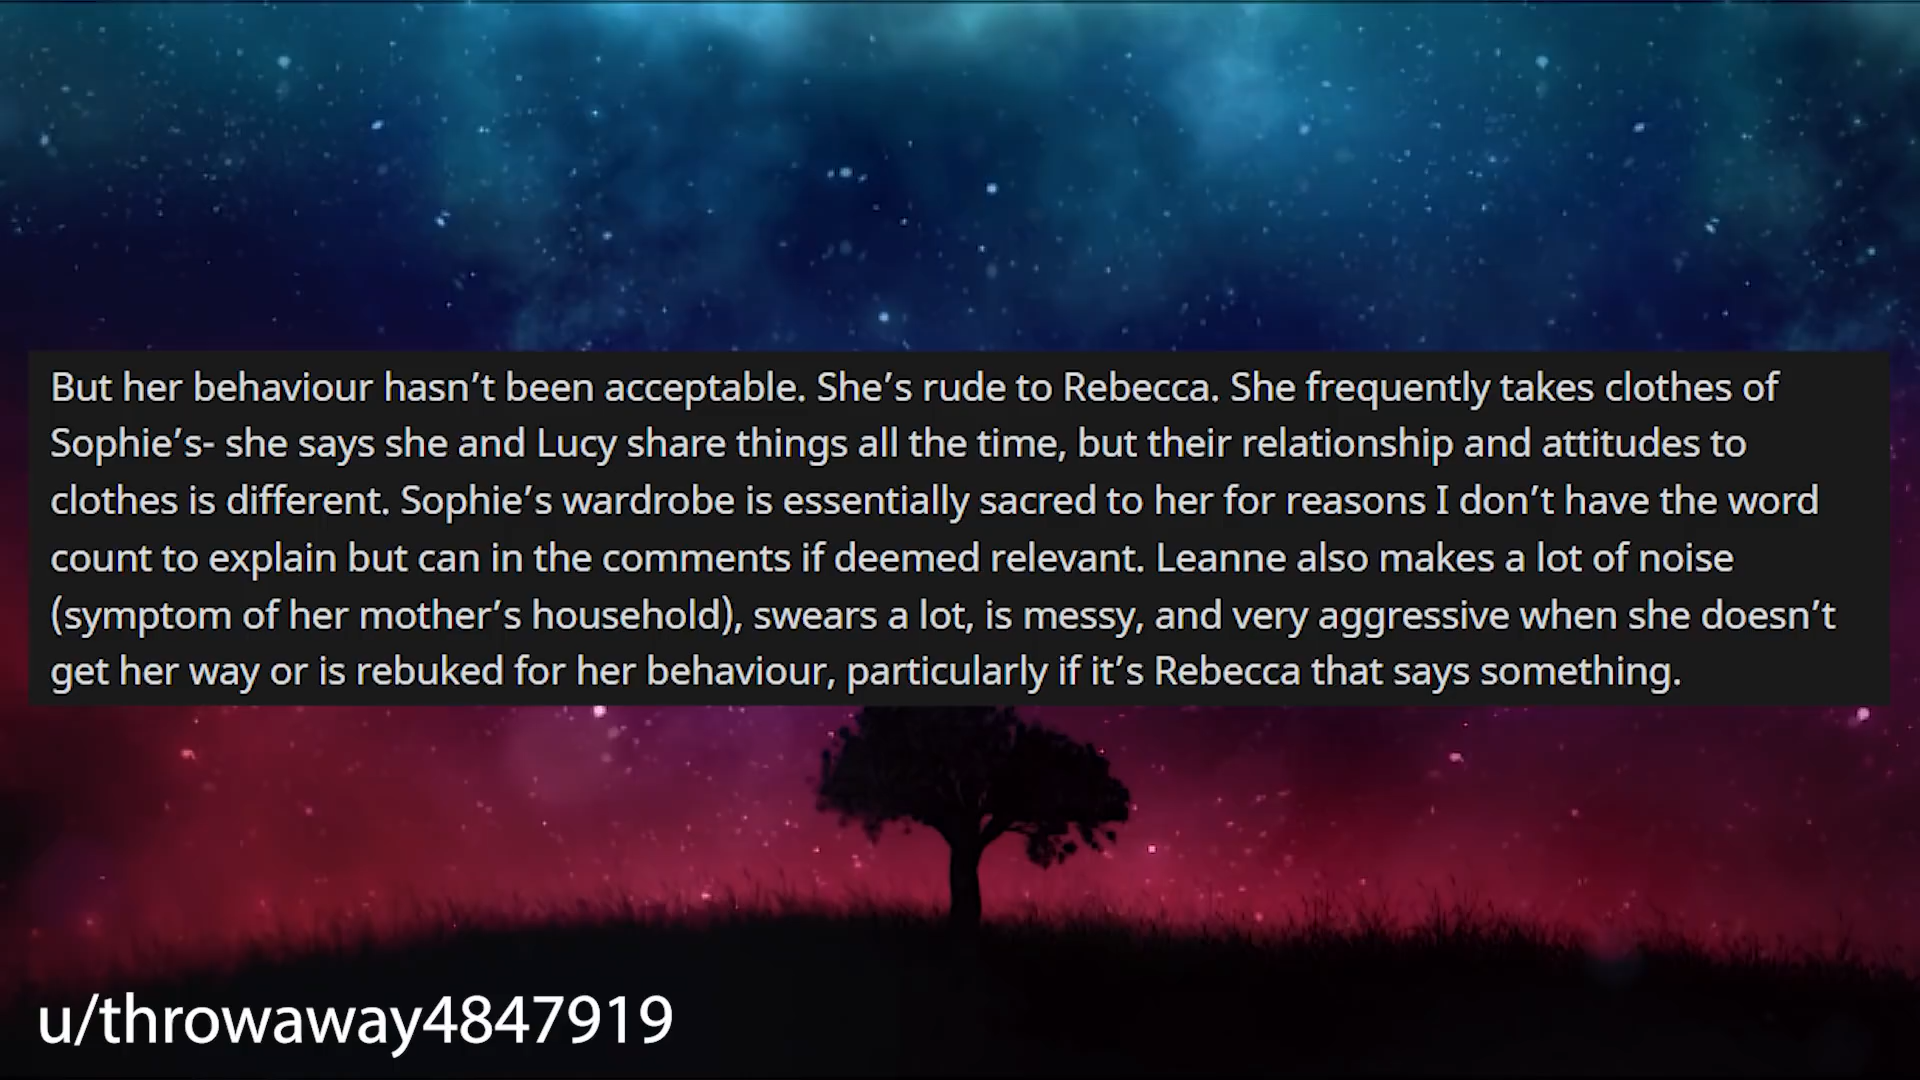 But her behaviour hasn’t been acceptable. She’s rude to Rebecca. She frequently takes clothes of
Sophie’s- she says she and Lucy share things all the time, but their relationship and attitudes to
clothes is different. Sophie’s wardrobe is essentially sacred to her for reasons I don’t have the word
count to explain but can in the comments if deemed relevant. Leanne also makes a lot of noise
(symptom of her mother’s household), swears a lot, is messy, and very aggressive when she doesn’t
get her way or is rebuked for her behaviour, particularly if it’s Rebecca that says something.
u/throwaway4847919